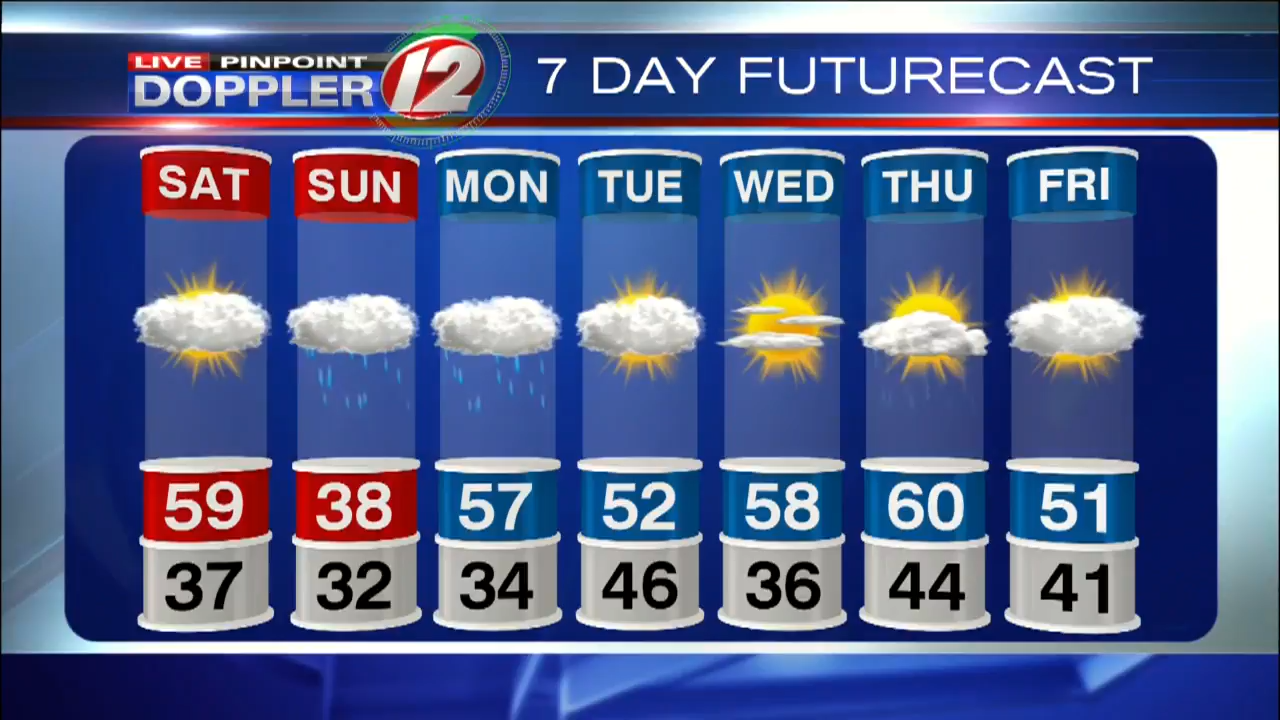 LIVE PINPOINT
DOPPLER 12
7 DAY FUTURECAST
SAT SUN MON TUE WED THU FRI
59 38 57 52 58 60 51
37 32 34 46 36 44 41